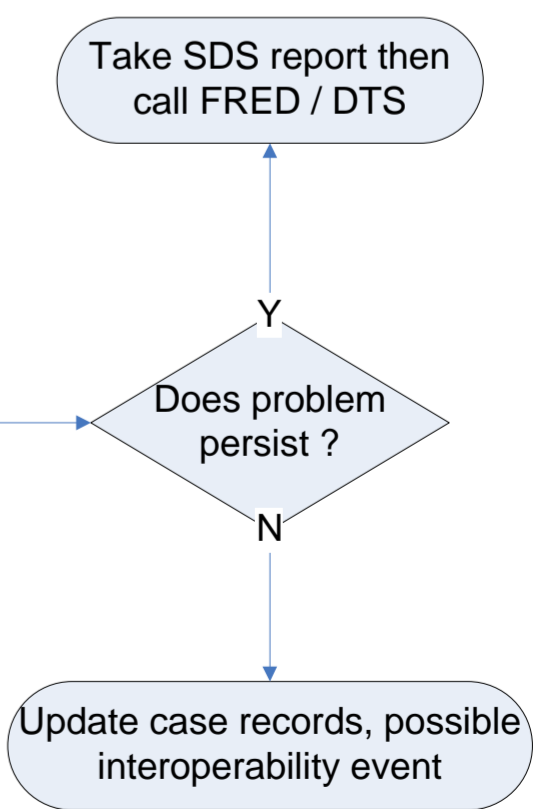 Take SDS report then
call FRED / DTS
Y
Does problem
persist ?
N
Update case records, possible
interoperability event